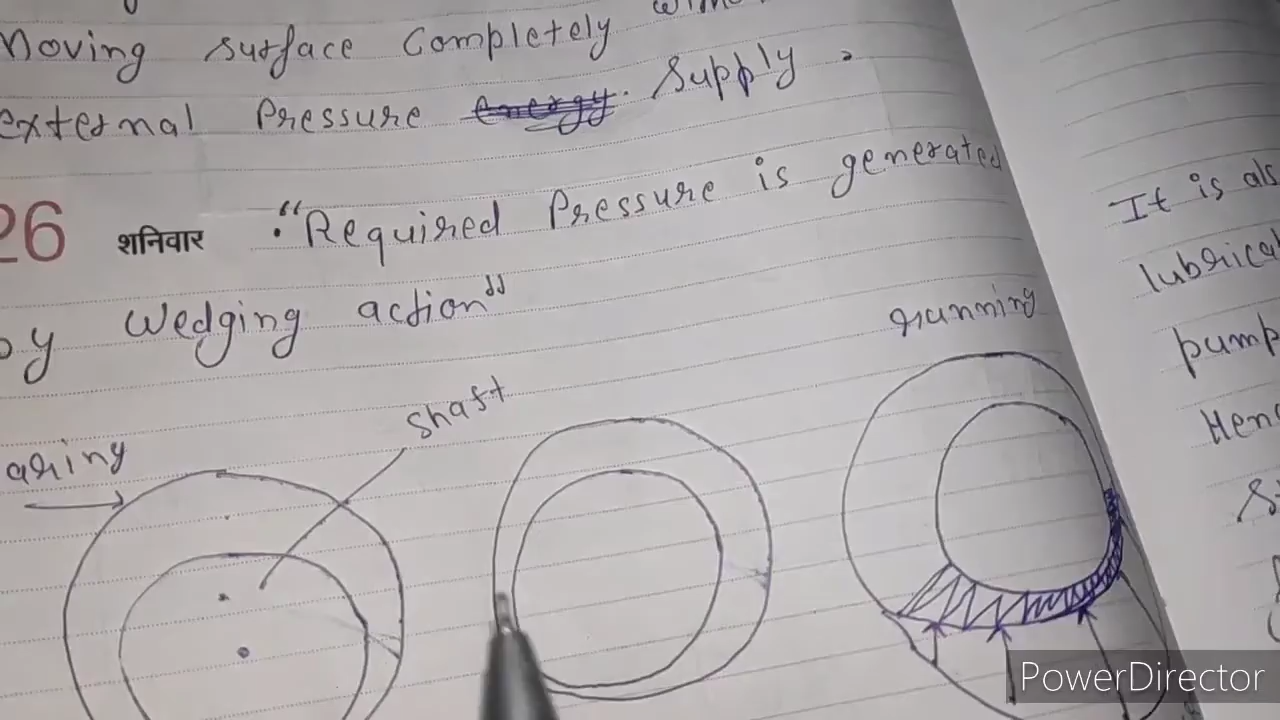 Moving surface completely
external Pressure energy. Supply.
26 शनिवार
."Required Pressure is generated
by wedging action"
running
shaft
It is als
lubrica
pump
Hen
PowerDirector